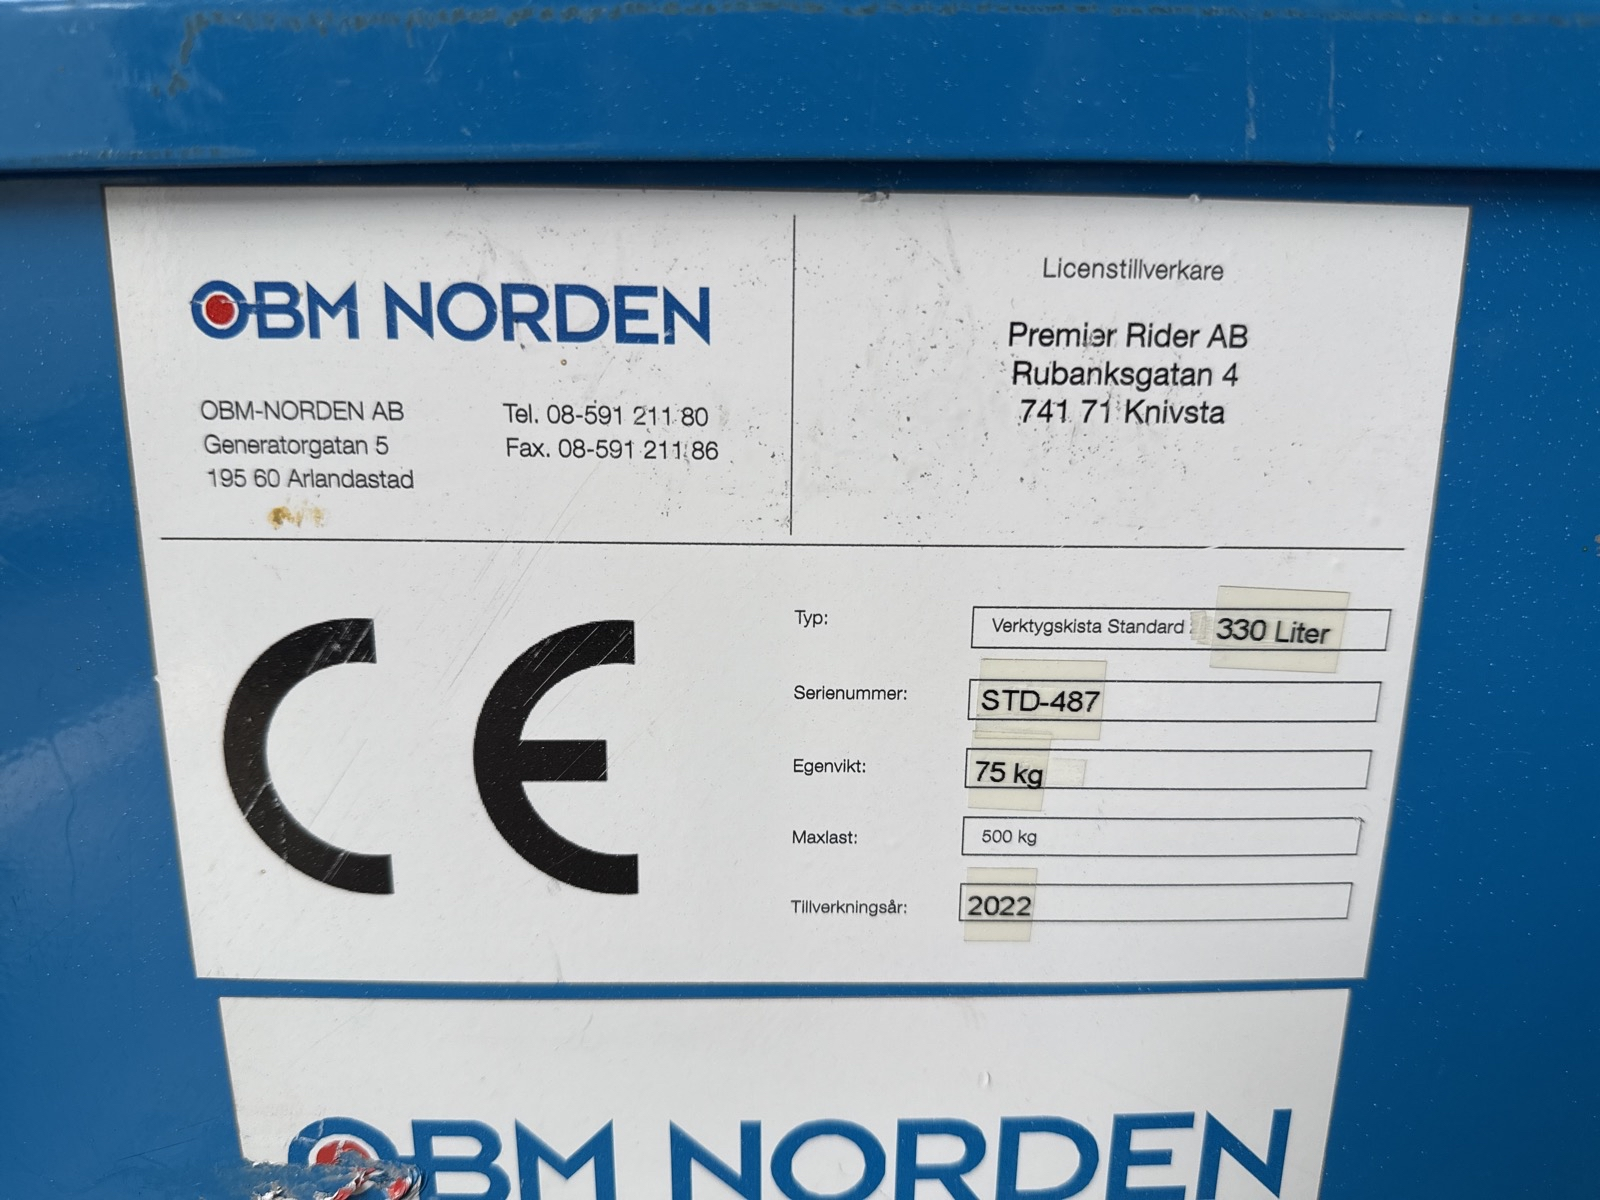 OBM NORDEN
OBM-NORDEN AB
Generatorgatan 5
195 60 Arlandastad
Tel. 08-591 211 80
Fax. 08-591 211 86
Licenstillverkare
Premier Rider AB
Rubanksgatan 4
741 71 Knivsta
CE
Typ: Verktygskista Standard 330 Liter
Serienummer: STD-487
Egenvikt: 75 kg
Maxlast: 500 kg
Tillverkningsår: 2022
OBM NORDEN